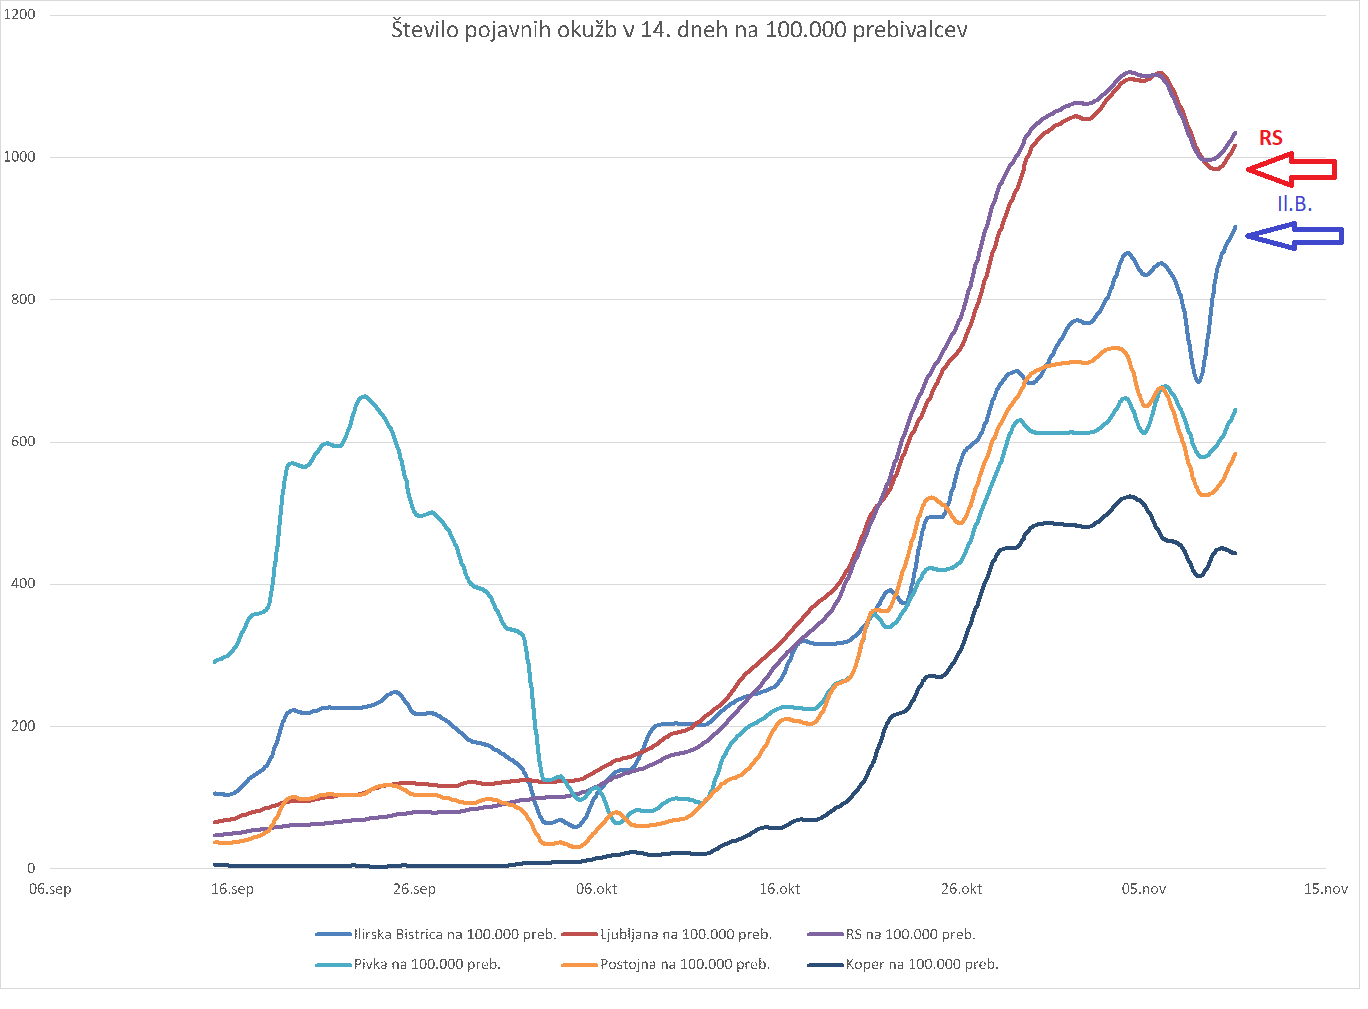 Število pojavnih okužb v 14. dneh na 100.000 prebivalcev
1200
1000
800
600
400
200
0
RS
Il.B.
06.sep 16.sep 26.sep 06.okt 16.okt 26.okt 05.nov 15.nov
Ilirska Bistrica na 100.000 preb. Ljubljana na 100.000 preb. RS na 100.000 preb.
Pivka na 100.000 preb. Postojna na 100.000 preb. Koper na 100.000 preb.